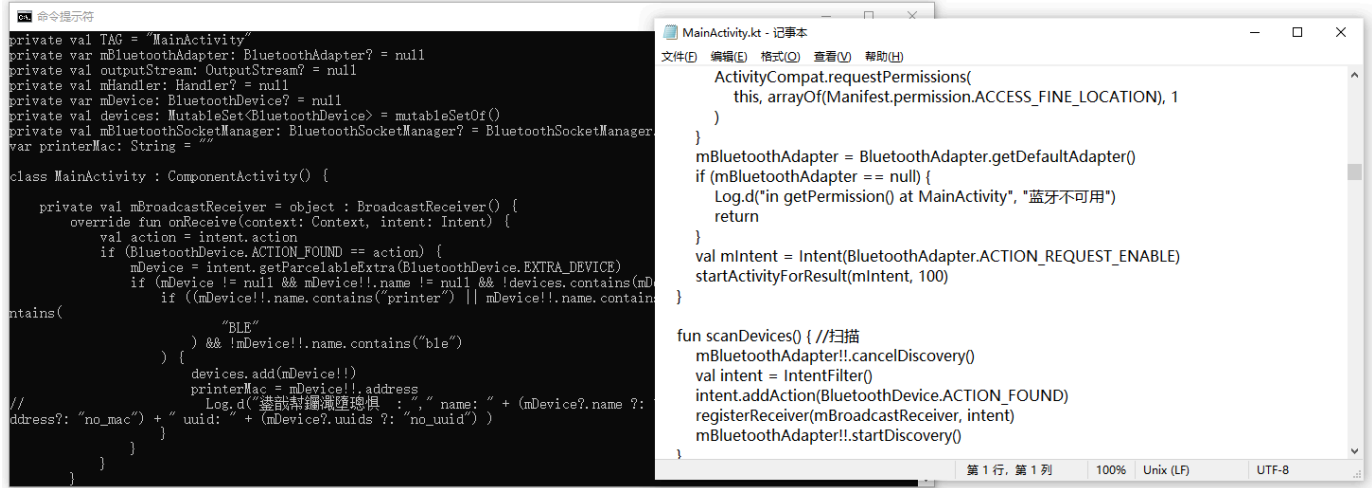 命令提示符
private val TAG = "MainActivity"
private var mBluetoothAdapter: BluetoothAdapter? = null
private val outputStream: OutputStream? = null
private val mHandler: Handler? = null
private var mDevice: BluetoothDevice? = null
private val devices: MutableSet<BluetoothDevice> = mutableSetOf()
private val mBluetoothSocketManager: BluetoothSocketManager? = BluetoothSocketManager.
var printerMac: String = ""
class MainActivity : ComponentActivity() {
private val mBroadcastReceiver = object : BroadcastReceiver() {
override fun onReceive(context: Context, intent: Intent) {
val action = intent.action
if (BluetoothDevice.ACTION_FOUND == action) {
mDevice = intent.getParcelableExtra(BluetoothDevice.EXTRA_DEVICE)
if (mDevice != null && mDevice!!.name != null && !devices.contains(mD
if ((mDevice!!.name.contains("printer") || mDevice!!.name.contains
ntains(
"BLE"
) && !mDevice!!.name.contains("ble")
) {
devices.add(mDevice!!)
printerMac = mDevice!!.address
// Log.d(" : "," name: " + (mDevice?.name ?: "
ddress?: "no_mac") + " uuid: " + (mDevice?.uuids ?: "no_uuid") )
}
}
}
}
MainActivity.kt - 记事本
文件(F) 编辑(E) 格式(O) 查看(V) 帮助(H)
ActivityCompat.requestPermissions(
this, arrayOf(Manifest.permission.ACCESS_FINE_LOCATION), 1
)
}
mBluetoothAdapter = BluetoothAdapter.getDefaultAdapter()
if (mBluetoothAdapter == null) {
Log.d("in getPermission() at MainActivity", "蓝牙不可用")
return
}
val mIntent = Intent(BluetoothAdapter.ACTION_REQUEST_ENABLE)
startActivityForResult(mIntent, 100)
}
fun scanDevices() { //扫描
mBluetoothAdapter!!.cancelDiscovery()
val intent = IntentFilter()
intent.addAction(BluetoothDevice.ACTION_FOUND)
registerReceiver(mBroadcastReceiver, intent)
mBluetoothAdapter!!.startDiscovery()
}
第 1 行，第 1 列 100% Unix (LF) UTF-8